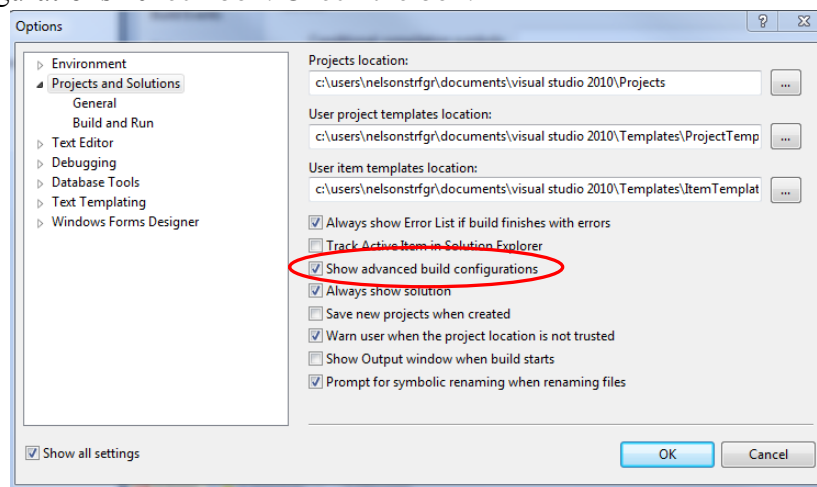 Options
Environment
Projects and Solutions
General
Build and Run
Text Editor
Debugging
Database Tools
Text Templating
Windows Forms Designer
Projects location:
c:\users\nelsonstrfgr\documents\visual studio 2010\Projects
...
User project templates location:
c:\users\nelsonstrfgr\documents\visual studio 2010\Templates\ProjectTemp
...
User item templates location:
c:\users\nelsonstrfgr\documents\visual studio 2010\Templates\ItemTemplat
...
Always show Error List if build finishes with errors
Track Active Item in Solution Explorer
Show advanced build configurations
Always show solution
Save new projects when created
Warn user when the project location is not trusted
Show Output window when build starts
Prompt for symbolic renaming when renaming files
Show all settings
OK
Cancel